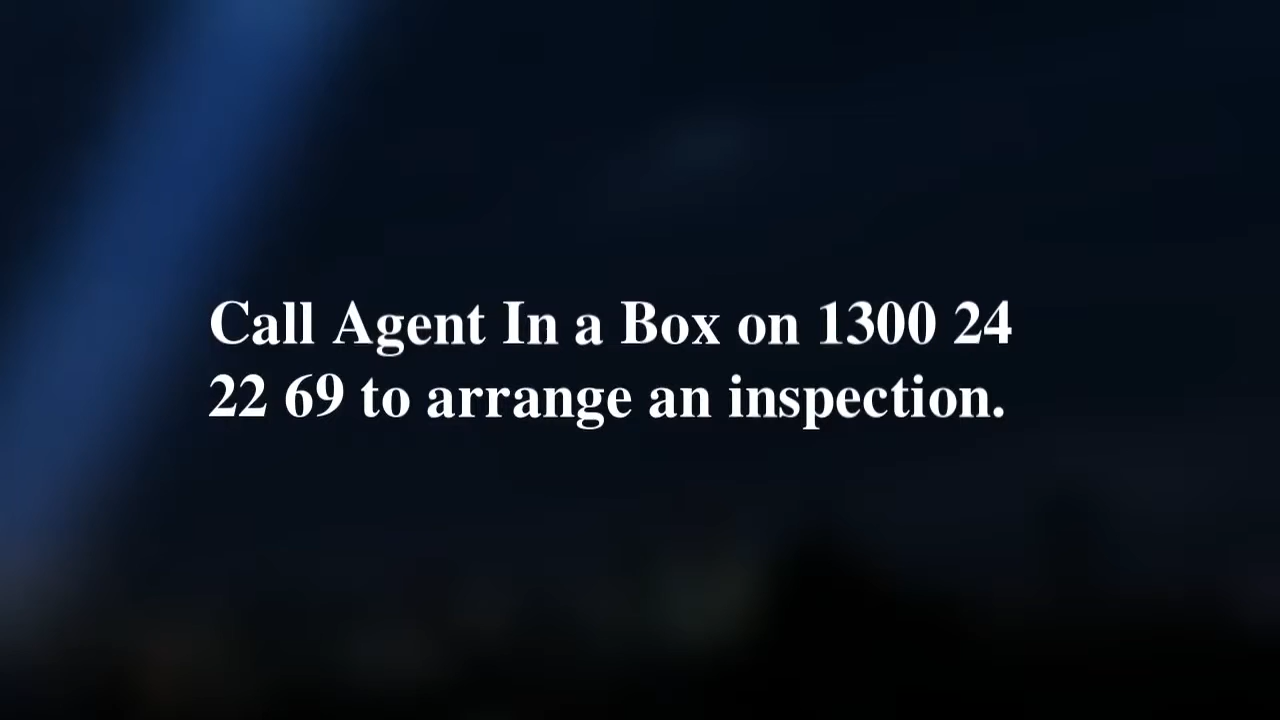 Call Agent In a Box on 1300 24
22 69 to arrange an inspection.